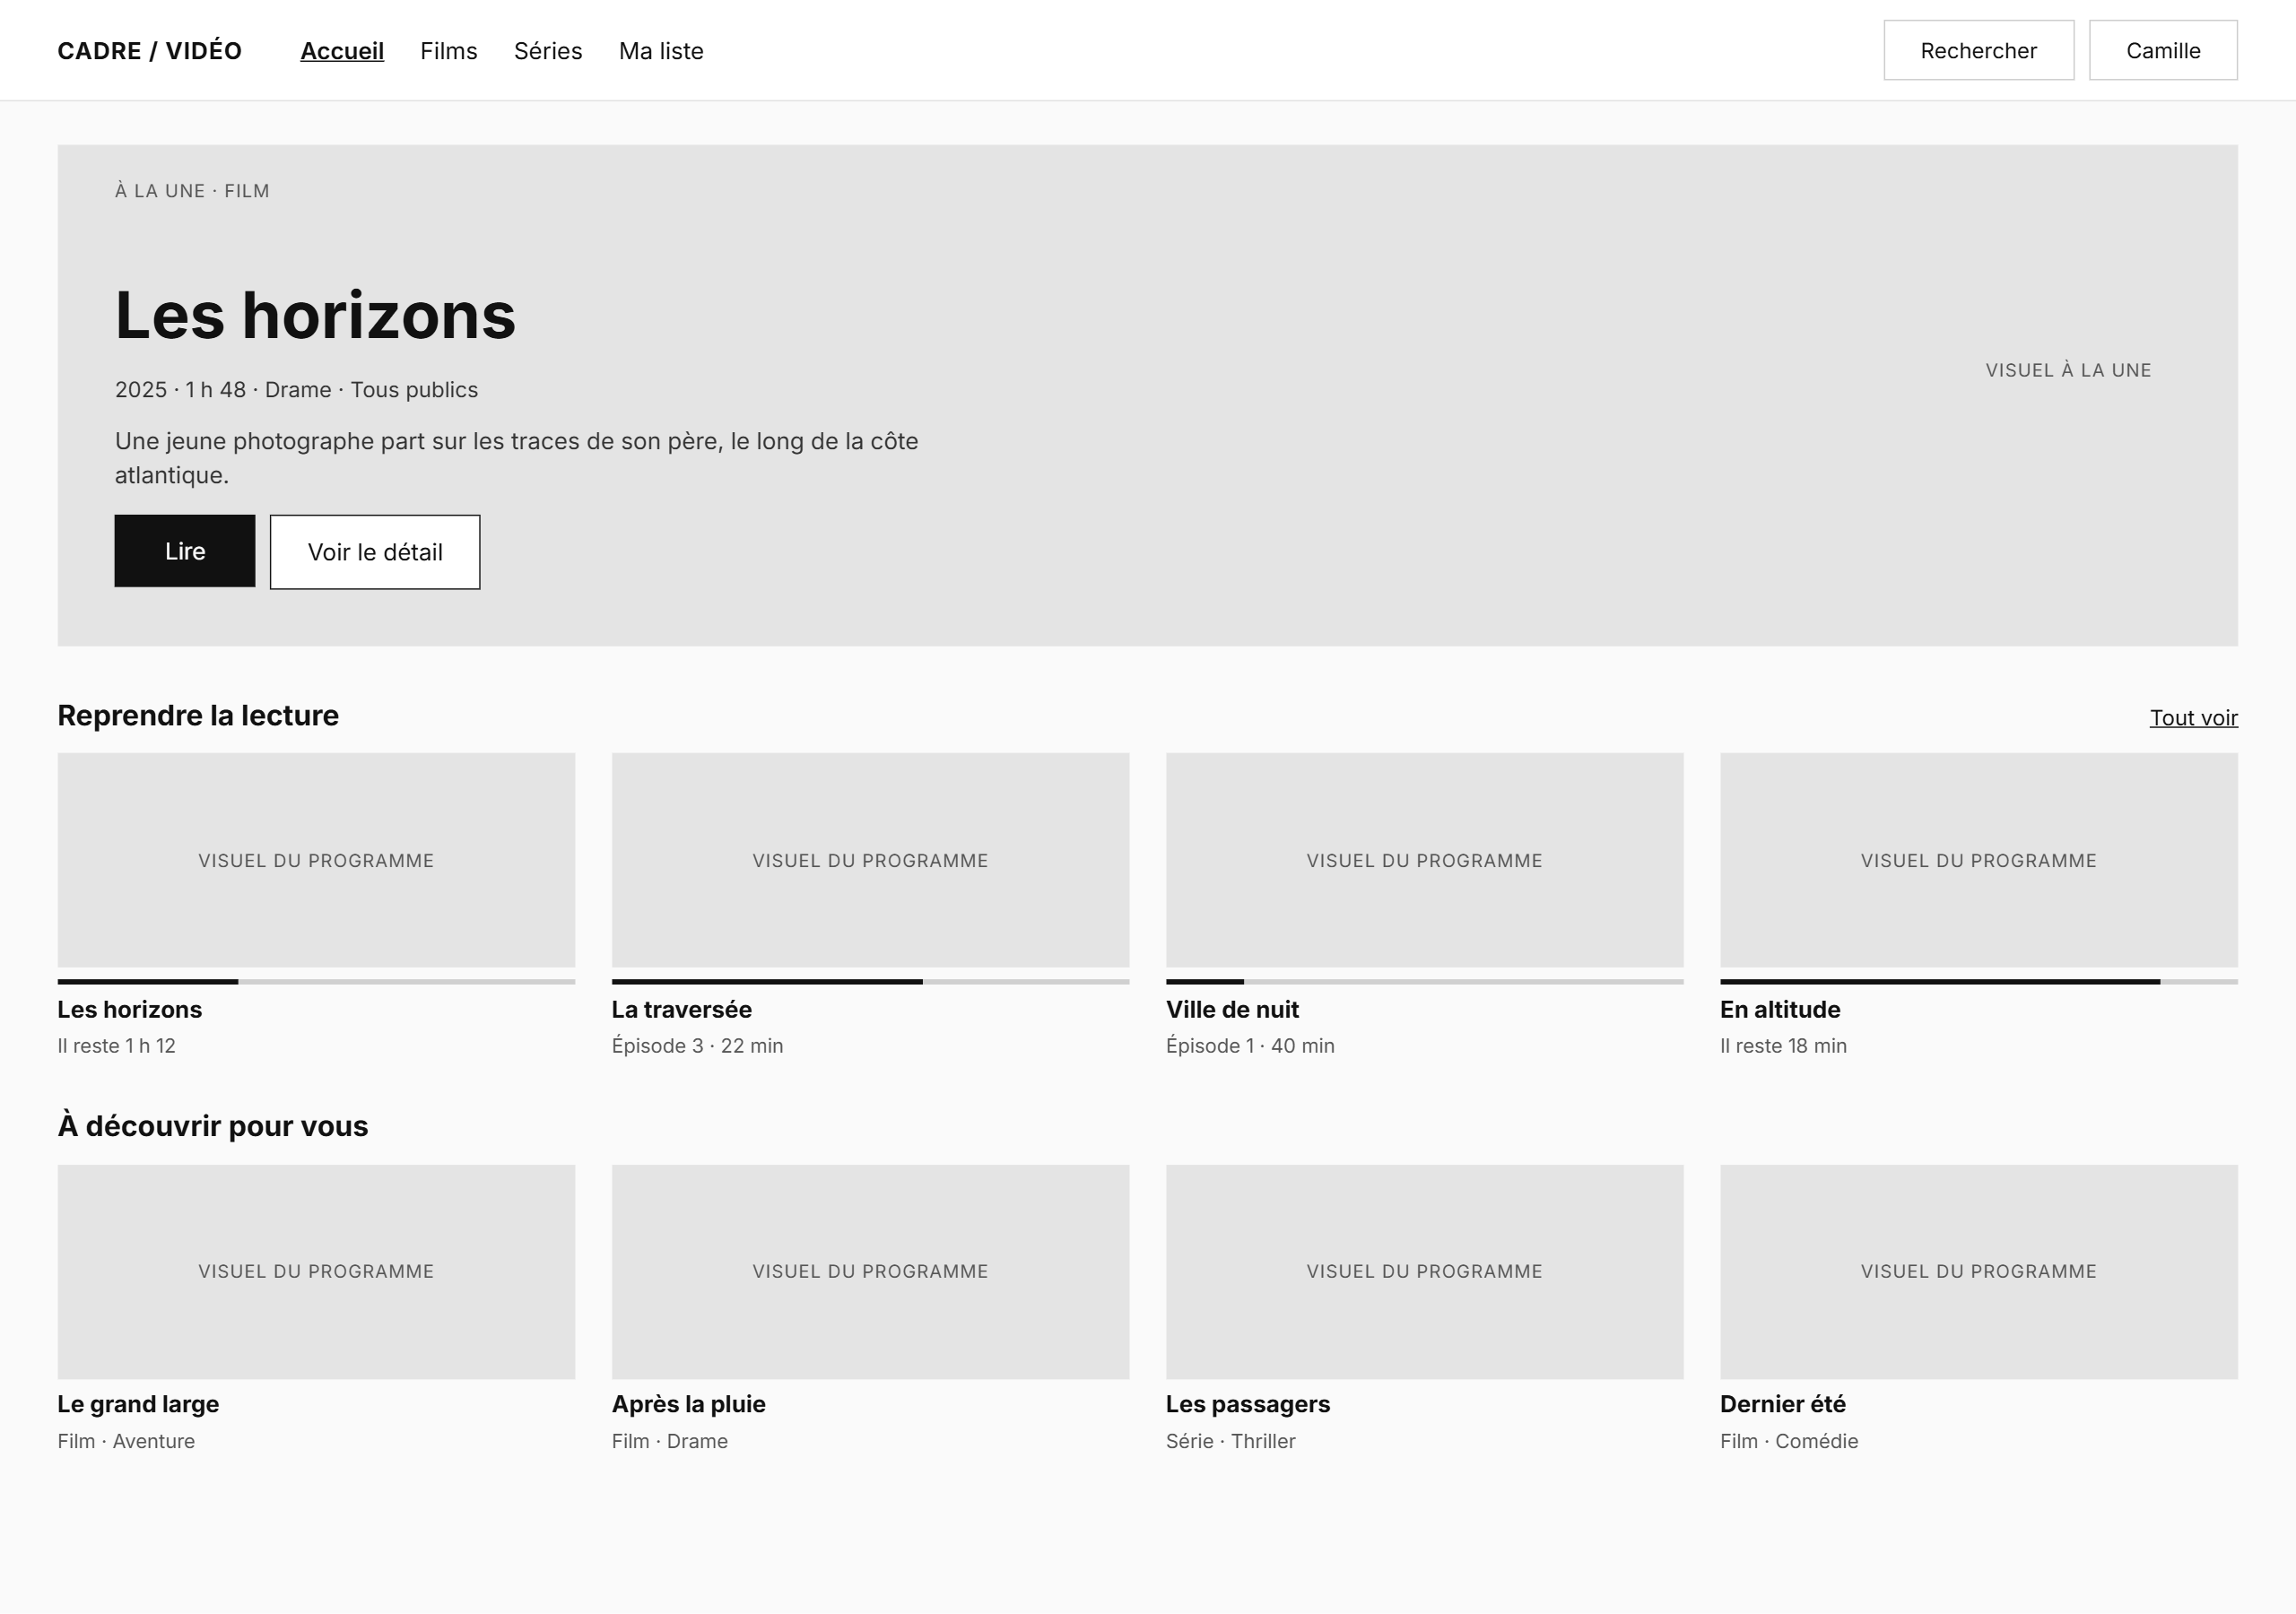 CADRE / VIDÉO
Accueil
Films
Séries
Ma liste
Rechercher
Camille
À LA UNE · FILM
Les horizons
2025 · 1 h 48 · Drame · Tous publics
Une jeune photographe part sur les traces de son père, le long de la côte
atlantique.
Lire
Voir le détail
VISUEL À LA UNE
Reprendre la lecture
Tout voir
VISUEL DU PROGRAMME
VISUEL DU PROGRAMME
VISUEL DU PROGRAMME
VISUEL DU PROGRAMME
Les horizons
Il reste 1 h 12
La traversée
Épisode 3 · 22 min
Ville de nuit
Épisode 1 · 40 min
En altitude
Il reste 18 min
À découvrir pour vous
VISUEL DU PROGRAMME
VISUEL DU PROGRAMME
VISUEL DU PROGRAMME
VISUEL DU PROGRAMME
Le grand large
Film · Aventure
Après la pluie
Film · Drame
Les passagers
Série · Thriller
Dernier été
Film · Comédie